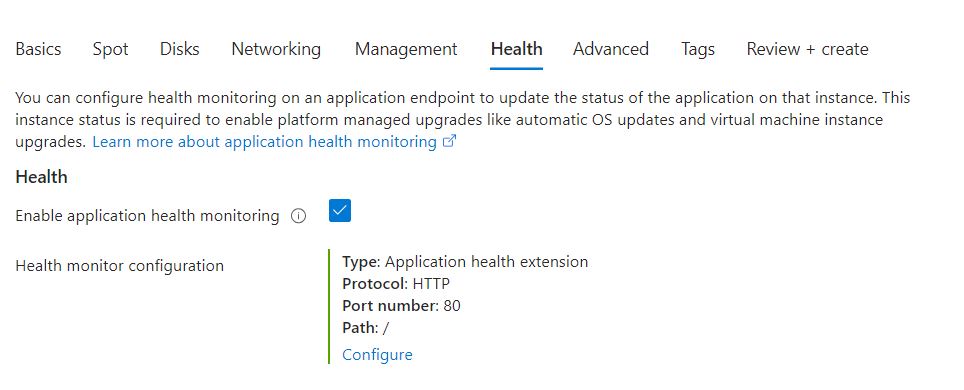 Basics Spot Disks Networking Management Health Advanced Tags Review + create
You can configure health monitoring on an application endpoint to update the status of the application on that instance. This
instance status is required to enable platform managed upgrades like automatic OS updates and virtual machine instance
upgrades. Learn more about application health monitoring
Health
Enable application health monitoring
Health monitor configuration
Type: Application health extension
Protocol: HTTP
Port number: 80
Path: /
Configure